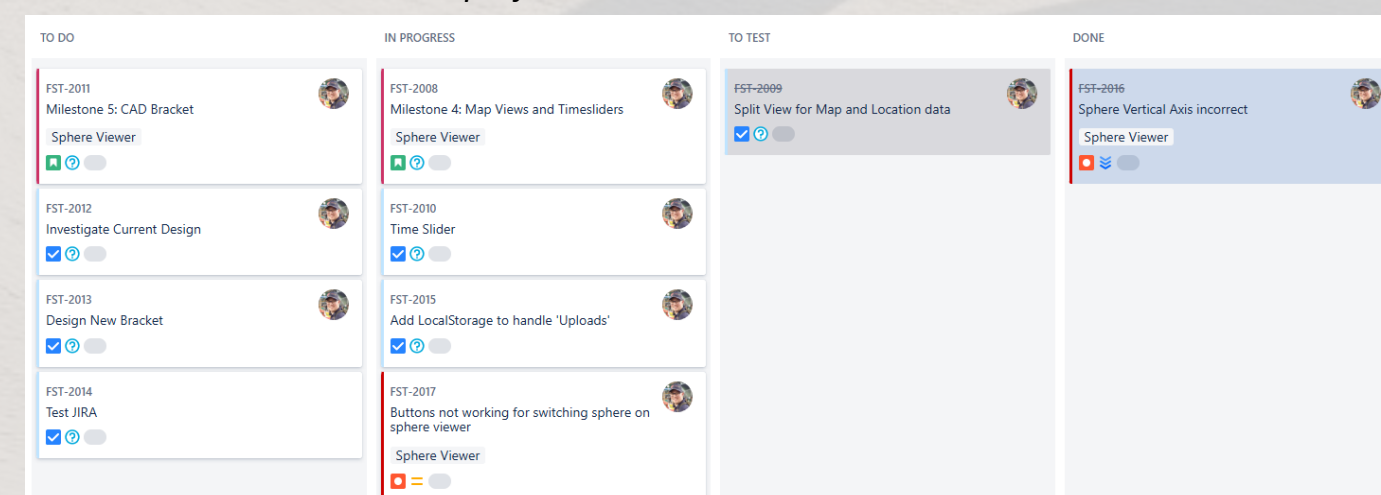 TO DO
FST-2011
Milestone 5: CAD Bracket
Sphere Viewer
FST-2012
Investigate Current Design
FST-2013
Design New Bracket
FST-2014
Test JIRA
IN PROGRESS
FST-2008
Milestone 4: Map Views and Timesliders
Sphere Viewer
FST-2010
Time Slider
FST-2015
Add LocalStorage to handle 'Uploads'
FST-2017
Buttons not working for switching sphere on
sphere viewer
Sphere Viewer
TO TEST
FST-2009
Split View for Map and Location data
DONE
FST-2016
Sphere Vertical Axis incorrect
Sphere Viewer